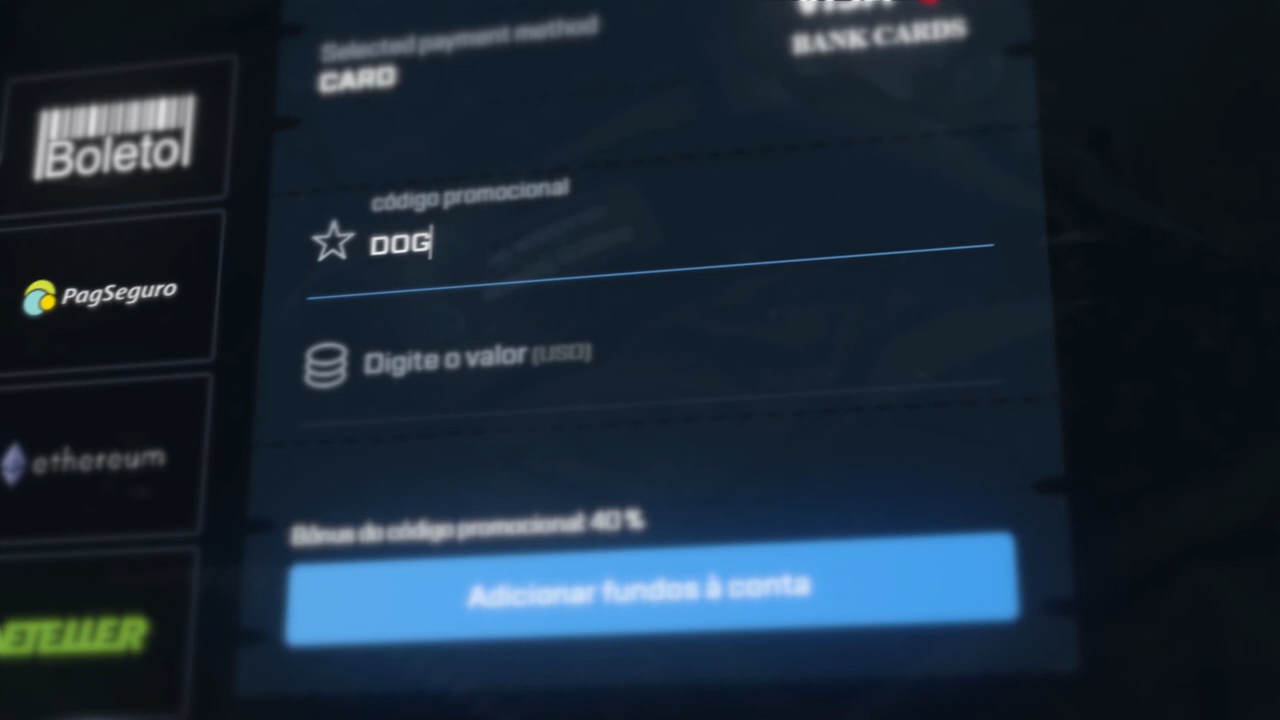 Selected payment method
CARD
VISA
BANK CARDS
Boleto
código promocional
DOG
PagSeguro
Digite o valor (USD)
ethereum
Bônus do código promocional: 40 %
Adicionar fundos à conta
NETELLER